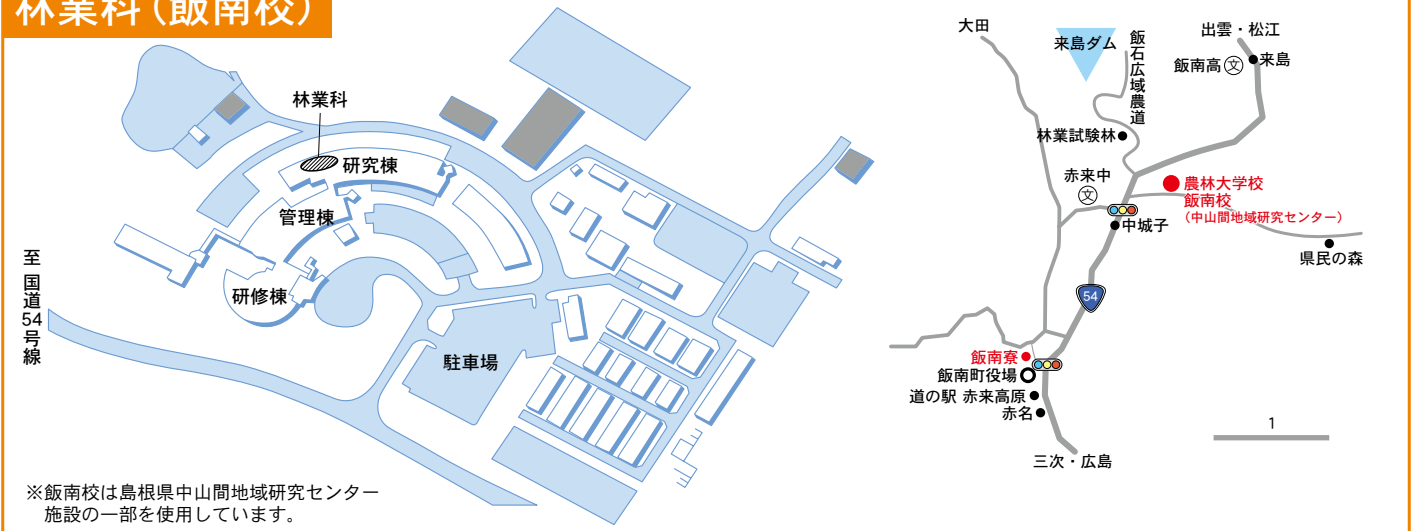 林業科(飯南校)
林業科
研究棟
管理棟
研修棟
駐車場
至 国道54号線
※飯南校は島根県中山間地域研究センター
施設の一部を使用しています。
大田
来島ダム
飯石広域農道
出雲・松江
飯南高 文
来島
林業試験林
赤来中
文
農林大学校
飯南校
(中山間地域研究センター)
中城子
県民の森
54
飯南寮
飯南町役場
道の駅 赤来高原
赤名
三次・広島
1